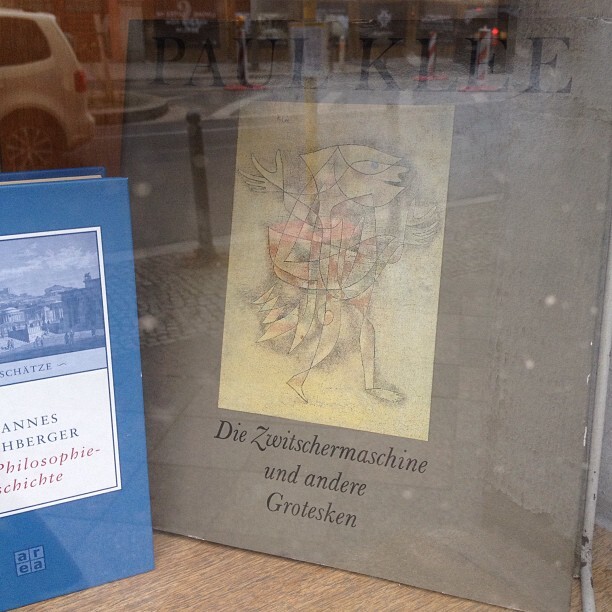 PAUL KLEE
Die Zwitschermaschine
und andere
Grotesken
SCHÄTZE
ANNES
HBERGER
Philosophie-
schichte
area